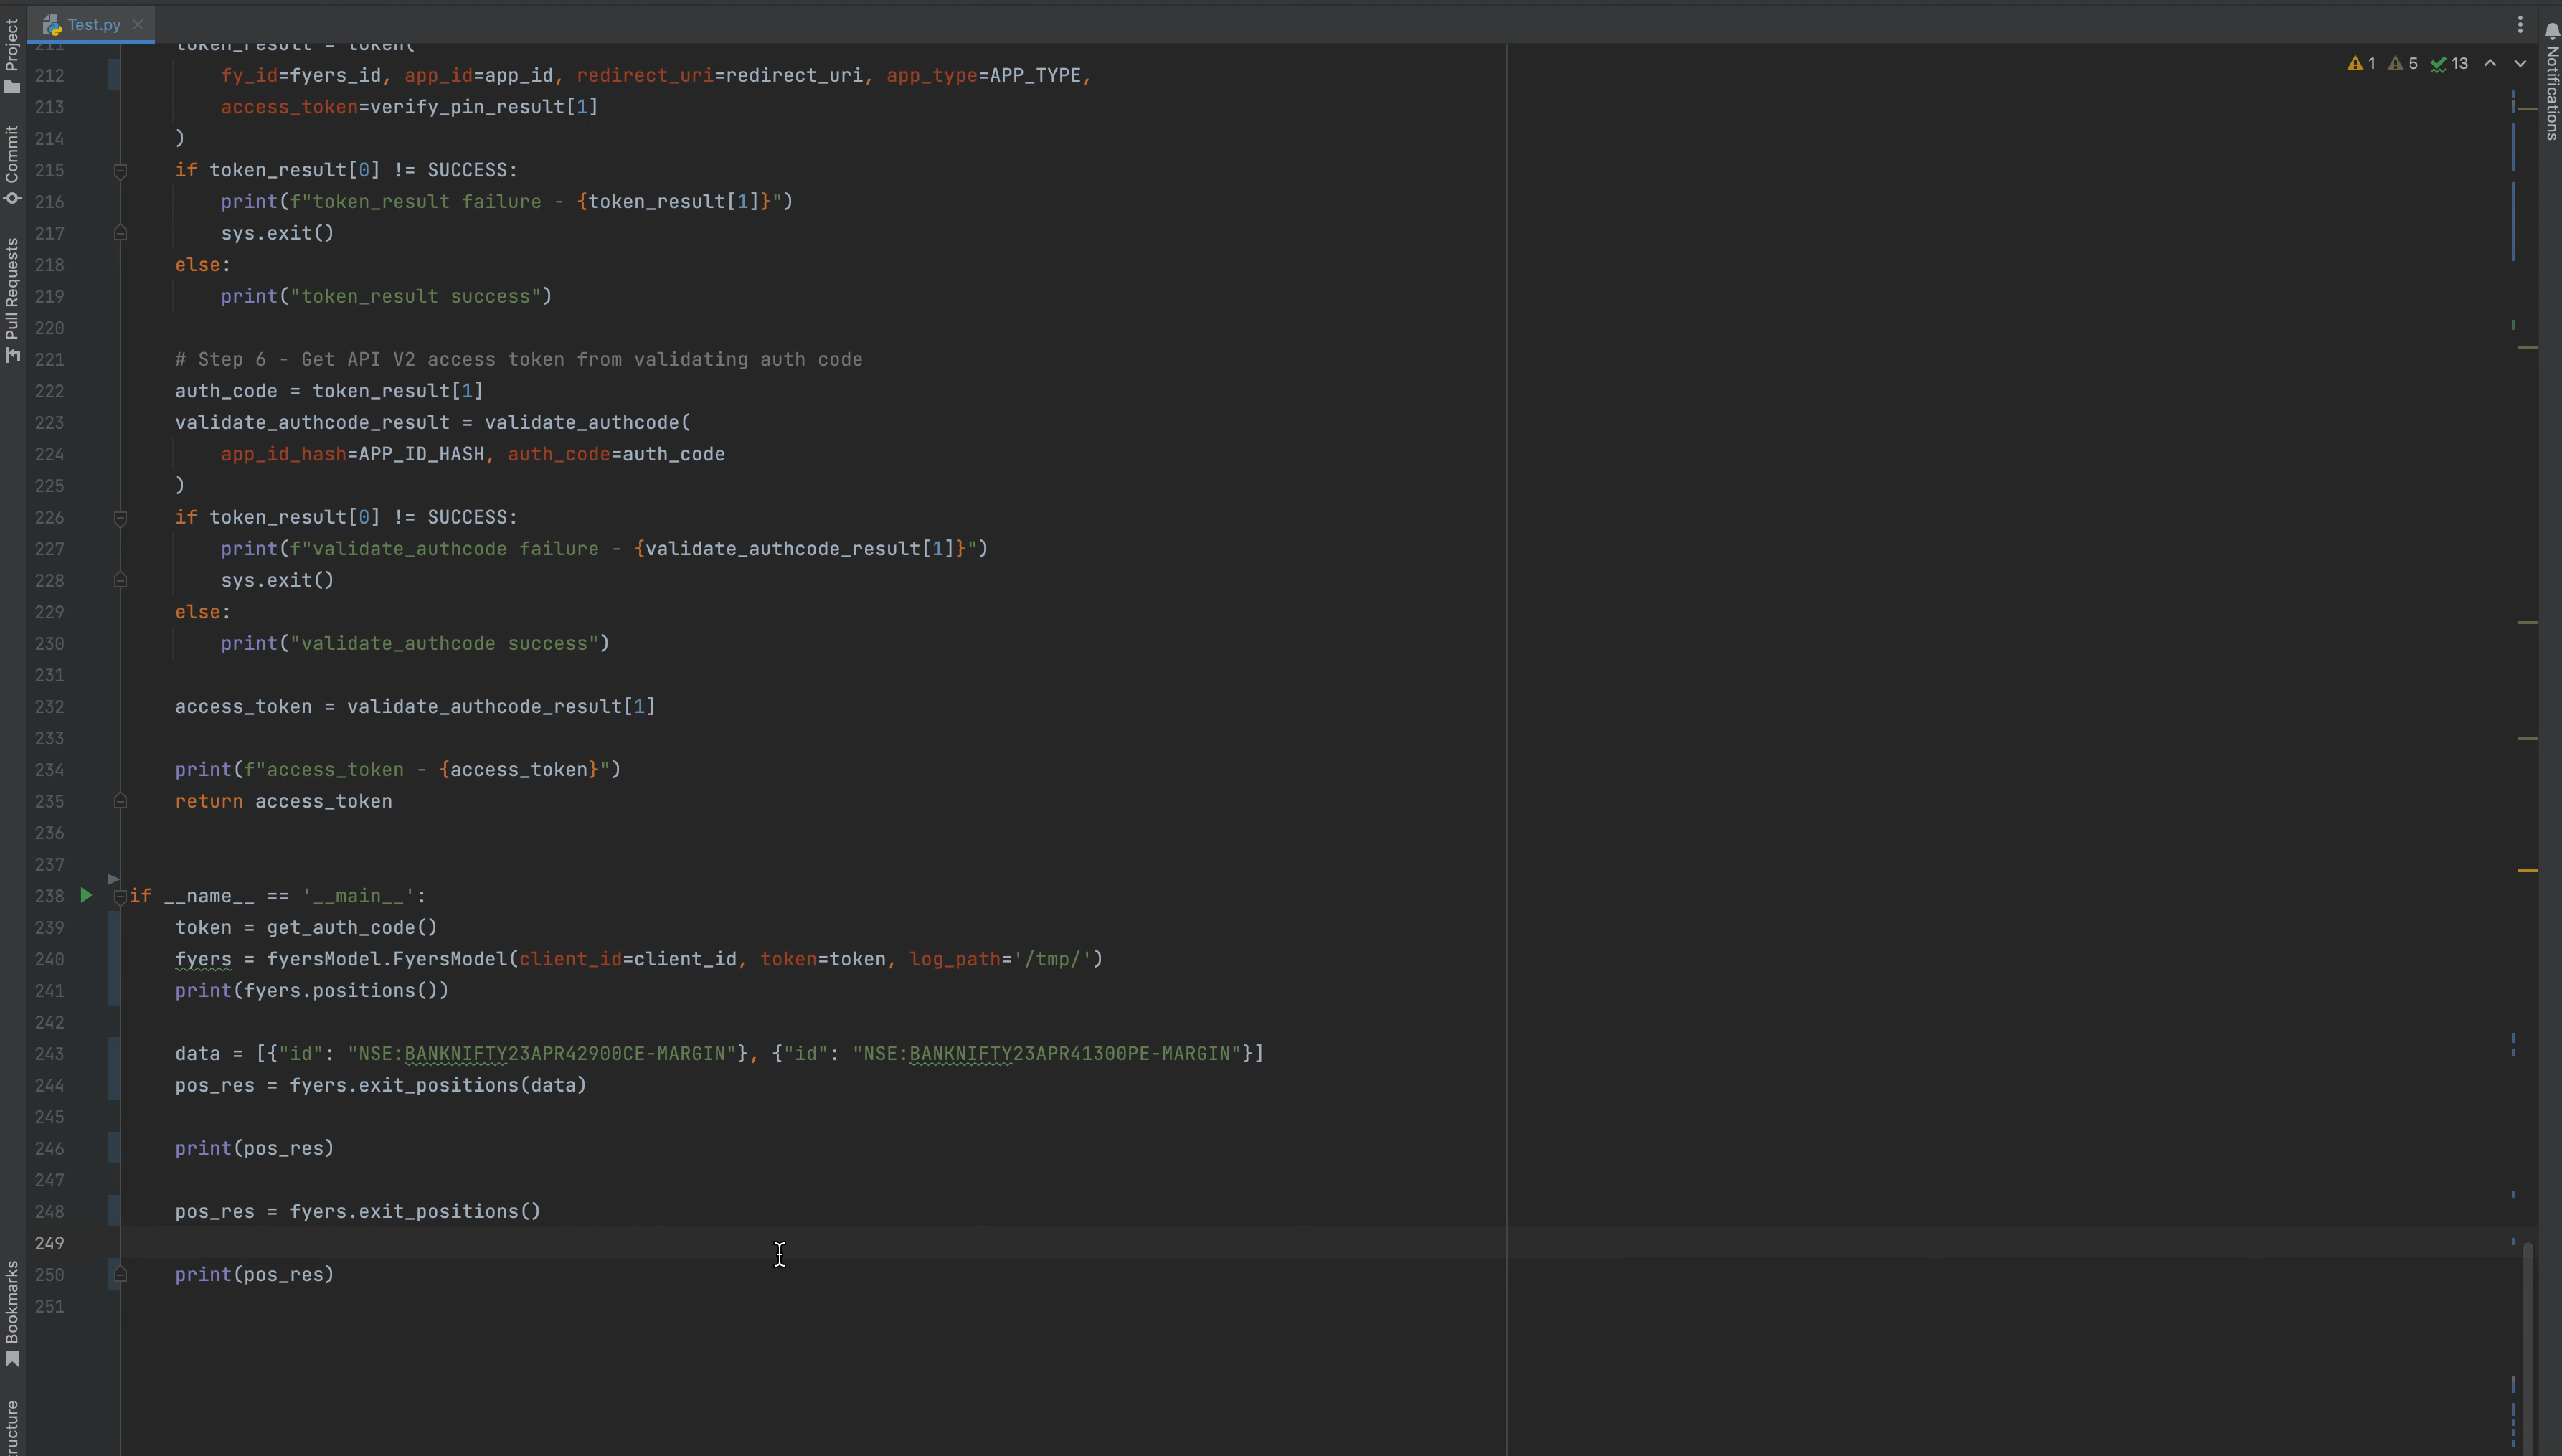 Test.py
Project
Commit
Pull Requests
Bookmarks
Notifications
1 5 13
211 token_result = token(
212 fy_id=fyers_id, app_id=app_id, redirect_uri=redirect_uri, app_type=APP_TYPE,
213 access_token=verify_pin_result[1]
214 )
215 if token_result[0] != SUCCESS:
216 print(f"token_result failure - {token_result[1]}")
217 sys.exit()
218 else:
219 print("token_result success")
220
221 # Step 6 - Get API V2 access token from validating auth code
222 auth_code = token_result[1]
223 validate_authcode_result = validate_authcode(
224 app_id_hash=APP_ID_HASH, auth_code=auth_code
225 )
226 if token_result[0] != SUCCESS:
227 print(f"validate_authcode failure - {validate_authcode_result[1]}")
228 sys.exit()
229 else:
230 print("validate_authcode success")
231
232 access_token = validate_authcode_result[1]
233
234 print(f"access_token - {access_token}")
235 return access_token
236
237
238 if __name__ == '__main__':
239 token = get_auth_code()
240 fyers = fyersModel.FyersModel(client_id=client_id, token=token, log_path='/tmp/')
241 print(fyers.positions())
242
243 data = [{"id": "NSE:BANKNIFTY23APR42900CE-MARGIN"}, {"id": "NSE:BANKNIFTY23APR41300PE-MARGIN"}]
244 pos_res = fyers.exit_positions(data)
245
246 print(pos_res)
247
248 pos_res = fyers.exit_positions()
249
250 print(pos_res)
251